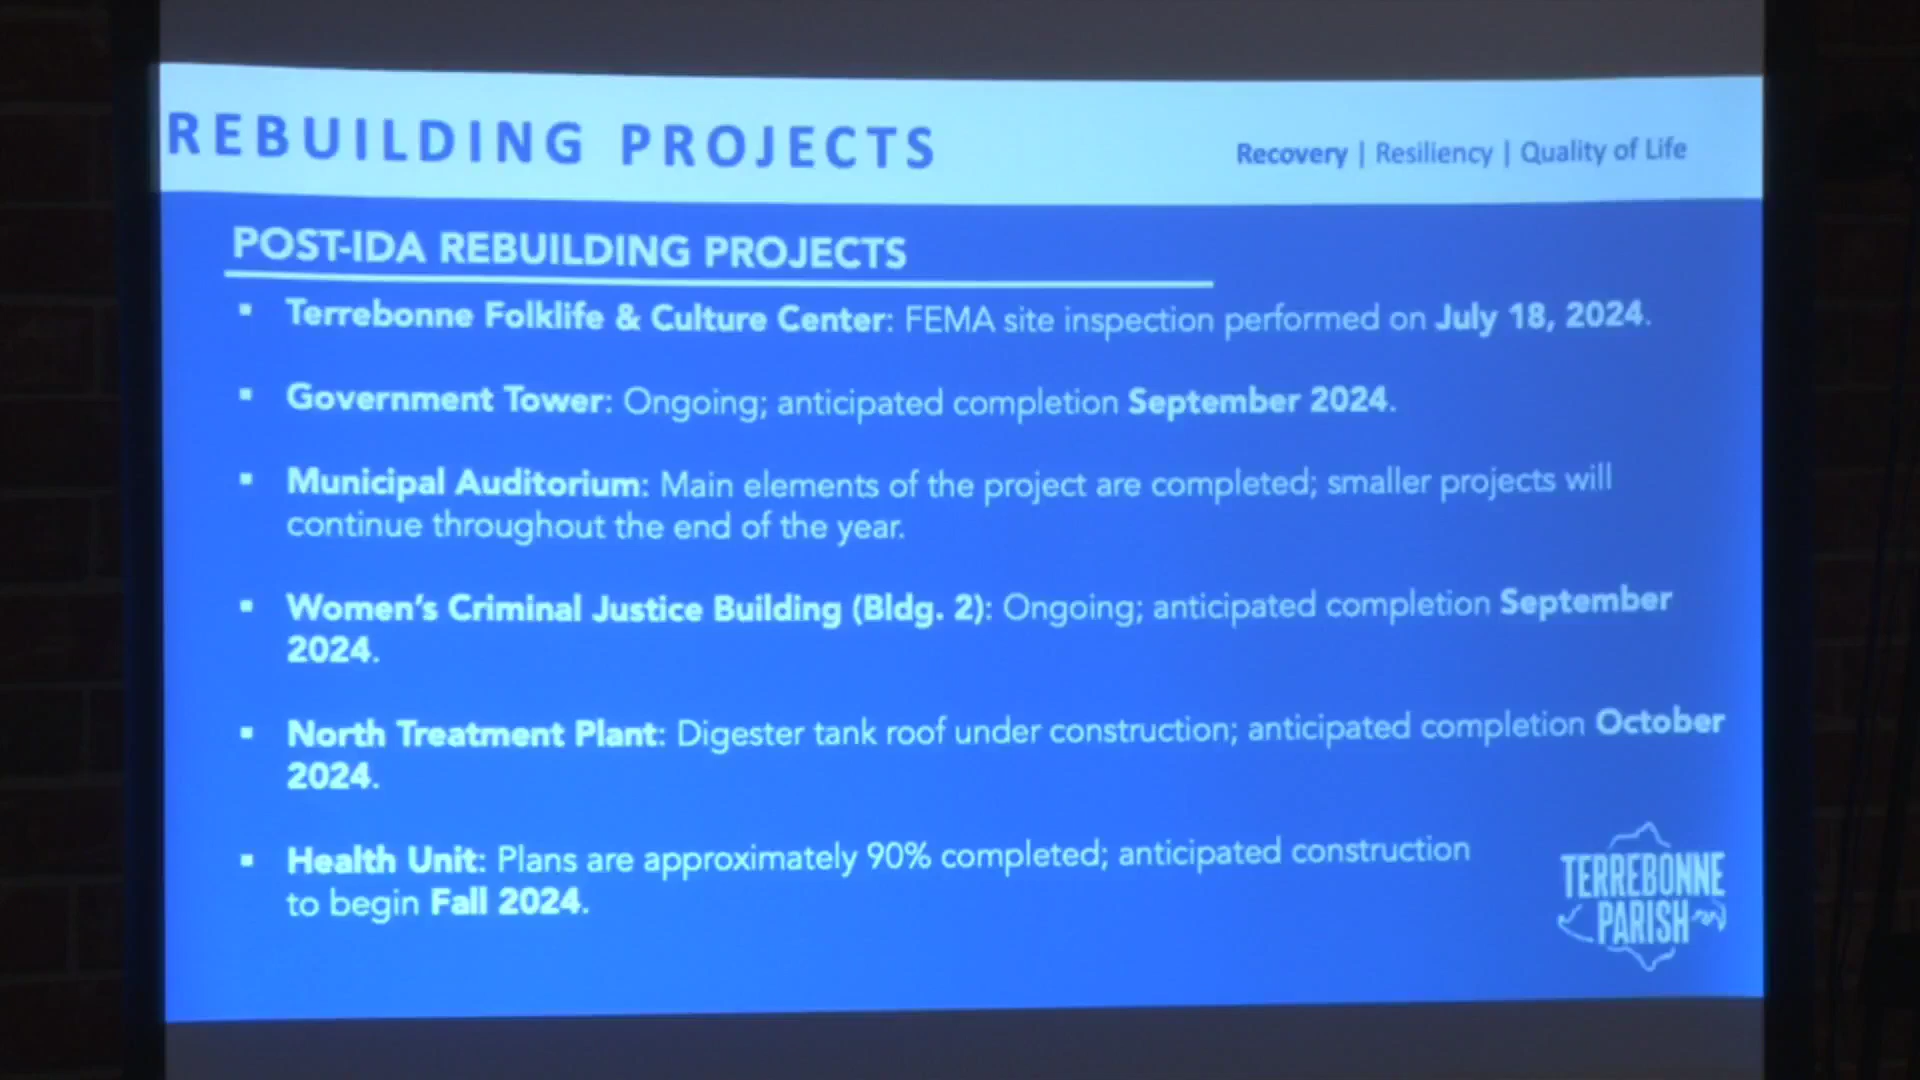 REBUILDING PROJECTS
Recovery | Resiliency | Quality of Life
POST-IDA REBUILDING PROJECTS
▪ Terrebonne Folklife & Culture Center: FEMA site inspection performed on July 18, 2024.
▪ Government Tower: Ongoing; anticipated completion September 2024.
▪ Municipal Auditorium: Main elements of the project are completed; smaller projects will
continue throughout the end of the year.
▪ Women's Criminal Justice Building (Bldg. 2): Ongoing; anticipated completion September
2024.
▪ North Treatment Plant: Digester tank roof under construction; anticipated completion October
2024.
▪ Health Unit: Plans are approximately 90% completed; anticipated construction
to begin Fall 2024.
TERREBONNE
PARISH